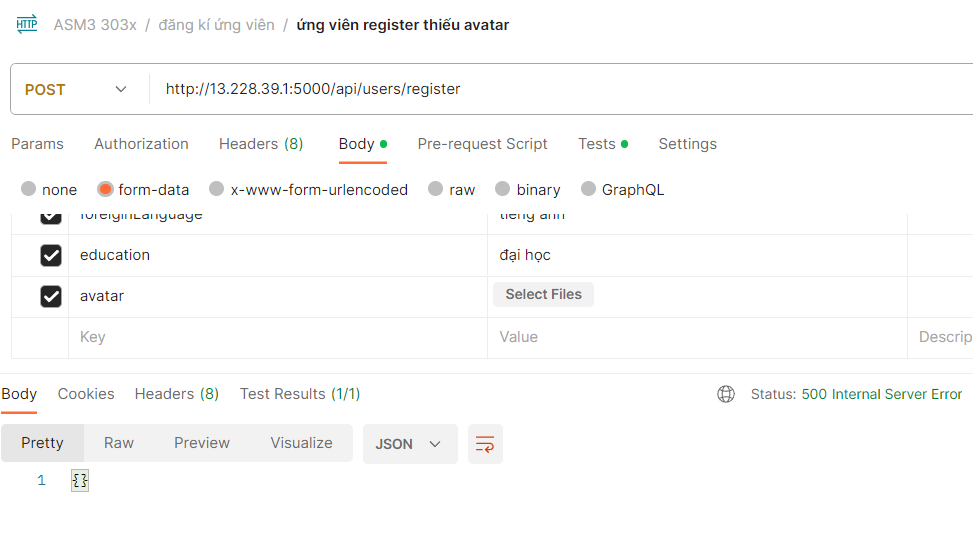 HTTP ASM3 303x / đăng kí ứng viên / ứng viên register thiếu avatar
POST http://13.228.39.1:5000/api/users/register
Params Authorization Headers (8) Body Pre-request Script Tests Settings
none form-data x-www-form-urlencoded raw binary GraphQL
foreiginLanguage tiếng anh
education đại học
avatar Select Files
Key Value Descrip
Body Cookies Headers (8) Test Results (1/1) Status: 500 Internal Server Error
Pretty Raw Preview Visualize JSON
1 {}